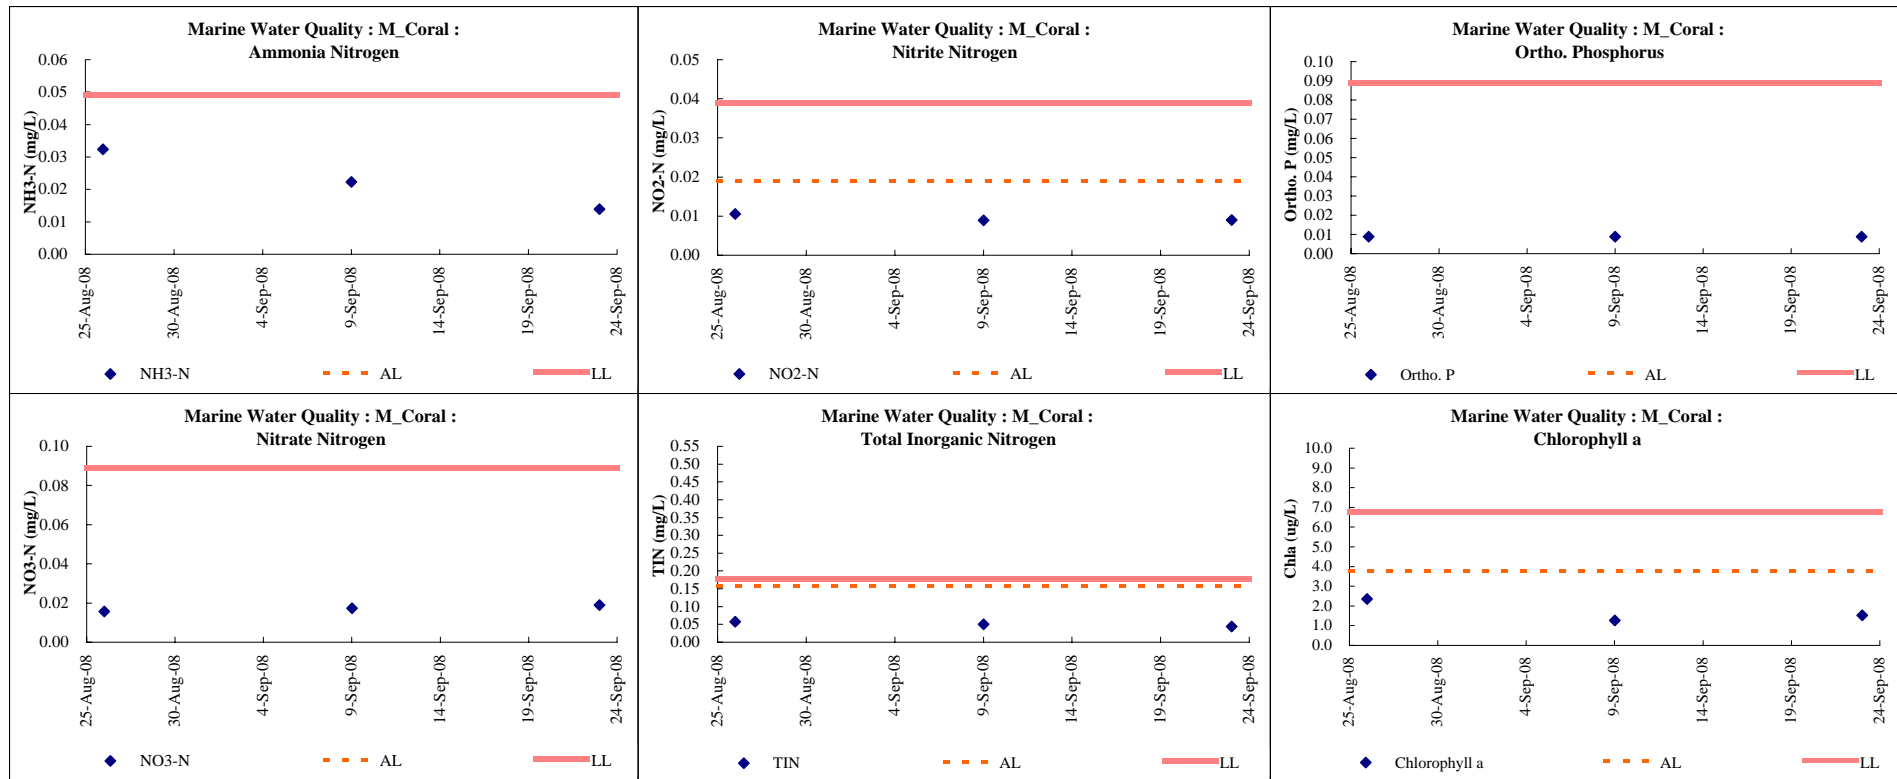 Marine Water Quality : M_Coral :
Ammonia Nitrogen
NH3-N (mg/L)
0.06
0.05
0.04
0.03
0.02
0.01
0.00
25-Aug-08
30-Aug-08
4-Sep-08
9-Sep-08
14-Sep-08
19-Sep-08
24-Sep-08
NH3-N AL LL
Marine Water Quality : M_Coral :
Nitrite Nitrogen
NO2-N (mg/L)
0.05
0.04
0.03
0.02
0.01
0.00
25-Aug-08
30-Aug-08
4-Sep-08
9-Sep-08
14-Sep-08
19-Sep-08
24-Sep-08
NO2-N AL LL
Marine Water Quality : M_Coral :
Ortho. Phosphorus
Ortho. P (mg/L)
0.10
0.09
0.08
0.07
0.06
0.05
0.04
0.03
0.02
0.01
0.00
25-Aug-08
30-Aug-08
4-Sep-08
9-Sep-08
14-Sep-08
19-Sep-08
24-Sep-08
Ortho. P AL LL
Marine Water Quality : M_Coral :
Nitrate Nitrogen
NO3-N (mg/L)
0.10
0.08
0.06
0.04
0.02
0.00
25-Aug-08
30-Aug-08
4-Sep-08
9-Sep-08
14-Sep-08
19-Sep-08
24-Sep-08
NO3-N AL LL
Marine Water Quality : M_Coral :
Total Inorganic Nitrogen
TIN (mg/L)
0.55
0.50
0.45
0.40
0.35
0.30
0.25
0.20
0.15
0.10
0.05
0.00
25-Aug-08
30-Aug-08
4-Sep-08
9-Sep-08
14-Sep-08
19-Sep-08
24-Sep-08
TIN AL LL
Marine Water Quality : M_Coral :
Chlorophyll a
Chla (ug/L)
10.0
9.0
8.0
7.0
6.0
5.0
4.0
3.0
2.0
1.0
0.0
25-Aug-08
30-Aug-08
4-Sep-08
9-Sep-08
14-Sep-08
19-Sep-08
24-Sep-08
Chlorophyll a AL LL